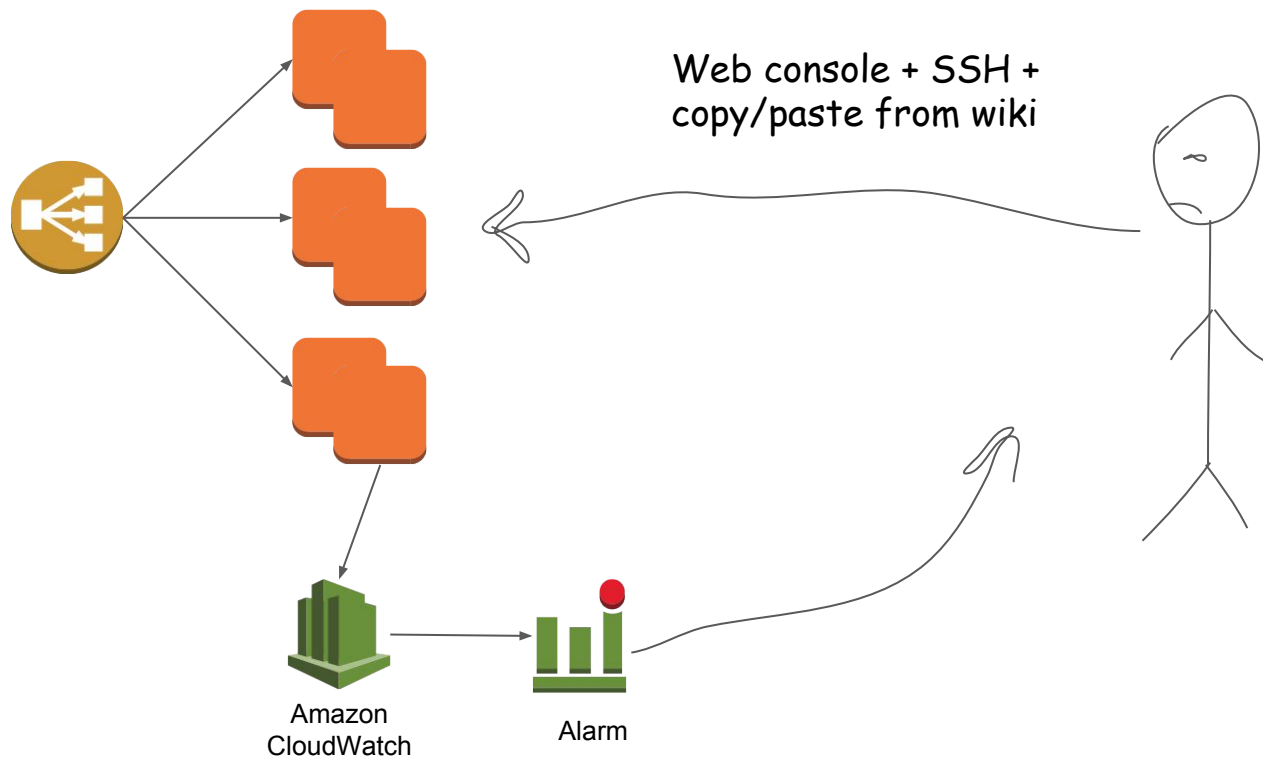 Web console + SSH +
copy/paste from wiki
Amazon
CloudWatch
Alarm